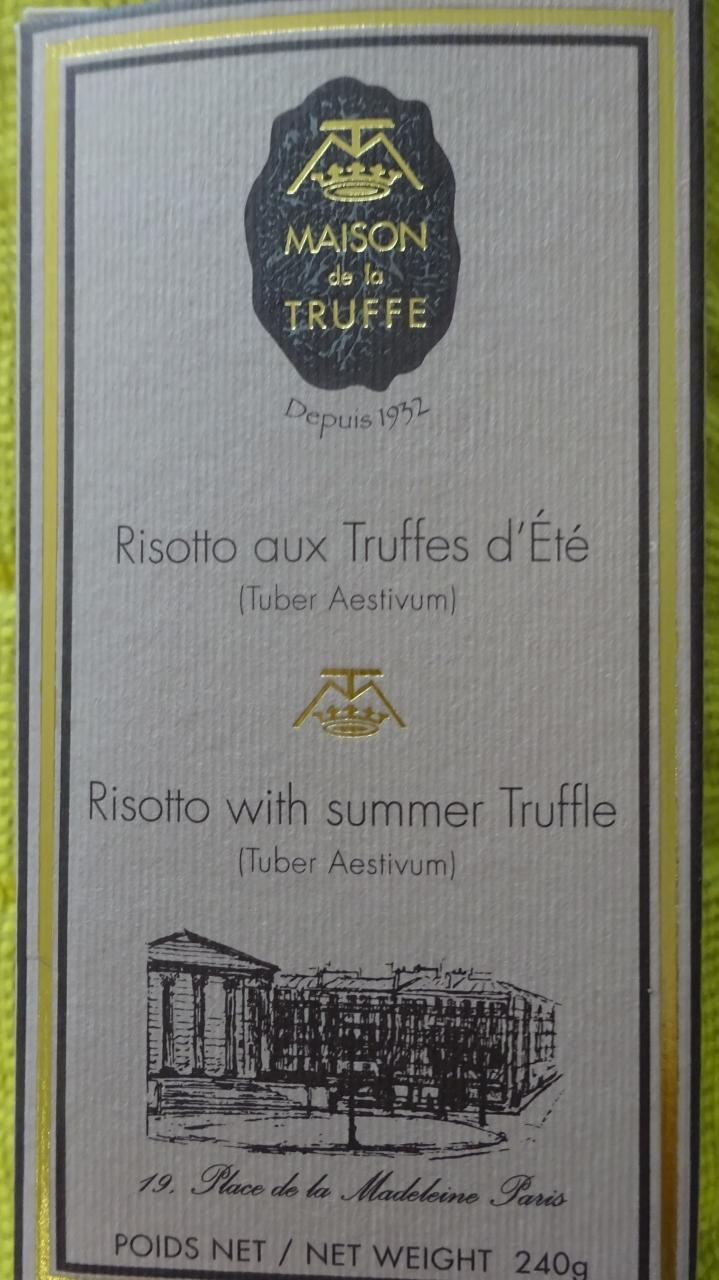 MAISON
de la
TRUFFE
Depuis 1932
Risotto aux Truffes d'Été
(Tuber Aestivum)
Risotto with summer Truffle
(Tuber Aestivum)
19. Place de la Madeleine Paris
POIDS NET / NET WEIGHT 240g